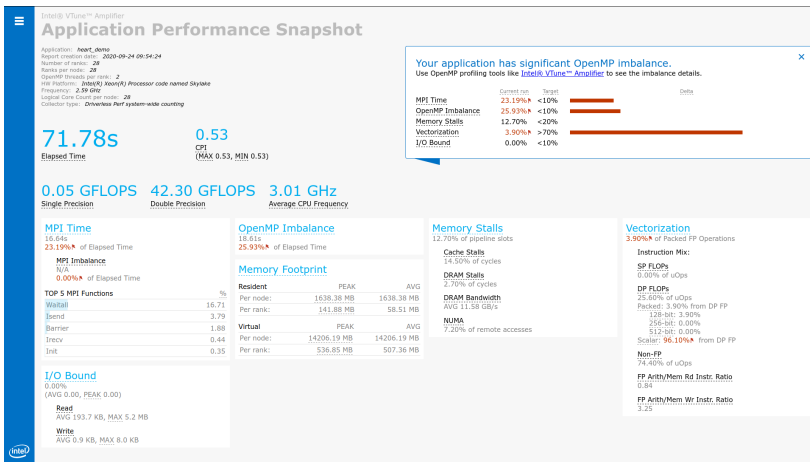 Intel® VTune™ Amplifier
Application Performance Snapshot
Application: heart_demo
Report creation date: 2020-09-24 09:54:24
Number of ranks: 28
Ranks per node: 28
OpenMP threads per rank: 2
HW Platform: Intel(R) Xeon(R) Processor code named Skylake
Frequency: 2.59 GHz
Logical Core Count per node: 28
Collector type: Driverless Perf system-wide counting
Your application has significant OpenMP imbalance.
Use OpenMP profiling tools like Intel® VTune™ Amplifier to see the imbalance details.
Current run Target Delta
MPI Time 23.19% <10%
OpenMP Imbalance 25.93% <10%
Memory Stalls 12.70% <20%
Vectorization 3.90% >70%
I/O Bound 0.00% <10%
71.78s
Elapsed Time
0.53
CPI
(MAX 0.53, MIN 0.53)
0.05 GFLOPS
Single Precision
42.30 GFLOPS
Double Precision
3.01 GHz
Average CPU Frequency
MPI Time
16.64s
23.19% of Elapsed Time
MPI Imbalance
N/A
0.00% of Elapsed Time
TOP 5 MPI Functions %
Waitall 16.71
Isend 3.79
Barrier 1.88
Irecv 0.44
Init 0.35
I/O Bound
0.00%
(AVG 0.00, PEAK 0.00)
Read
AVG 193.7 KB, MAX 5.2 MB
Write
AVG 0.9 KB, MAX 8.0 KB
OpenMP Imbalance
18.61s
25.93% of Elapsed Time
Memory Footprint
Resident PEAK AVG
Per node: 1638.38 MB 1638.38 MB
Per rank: 141.88 MB 58.51 MB
Virtual PEAK AVG
Per node: 14206.19 MB 14206.19 MB
Per rank: 536.85 MB 507.36 MB
Memory Stalls
12.70% of pipeline slots
Cache Stalls
14.50% of cycles
DRAM Stalls
2.70% of cycles
DRAM Bandwidth
AVG 11.58 GB/s
NUMA
7.20% of remote accesses
Vectorization
3.90% of Packed FP Operations
Instruction Mix:
SP FLOPs
0.00% of uOps
DP FLOPs
25.60% of uOps
Packed: 3.90% from DP FP
128-bit: 3.90%
256-bit: 0.00%
512-bit: 0.00%
Scalar: 96.10% from DP FP
Non-FP
74.40% of uOps
FP Arith/Mem Rd Instr. Ratio
0.84
FP Arith/Mem Wr Instr. Ratio
3.25
intel